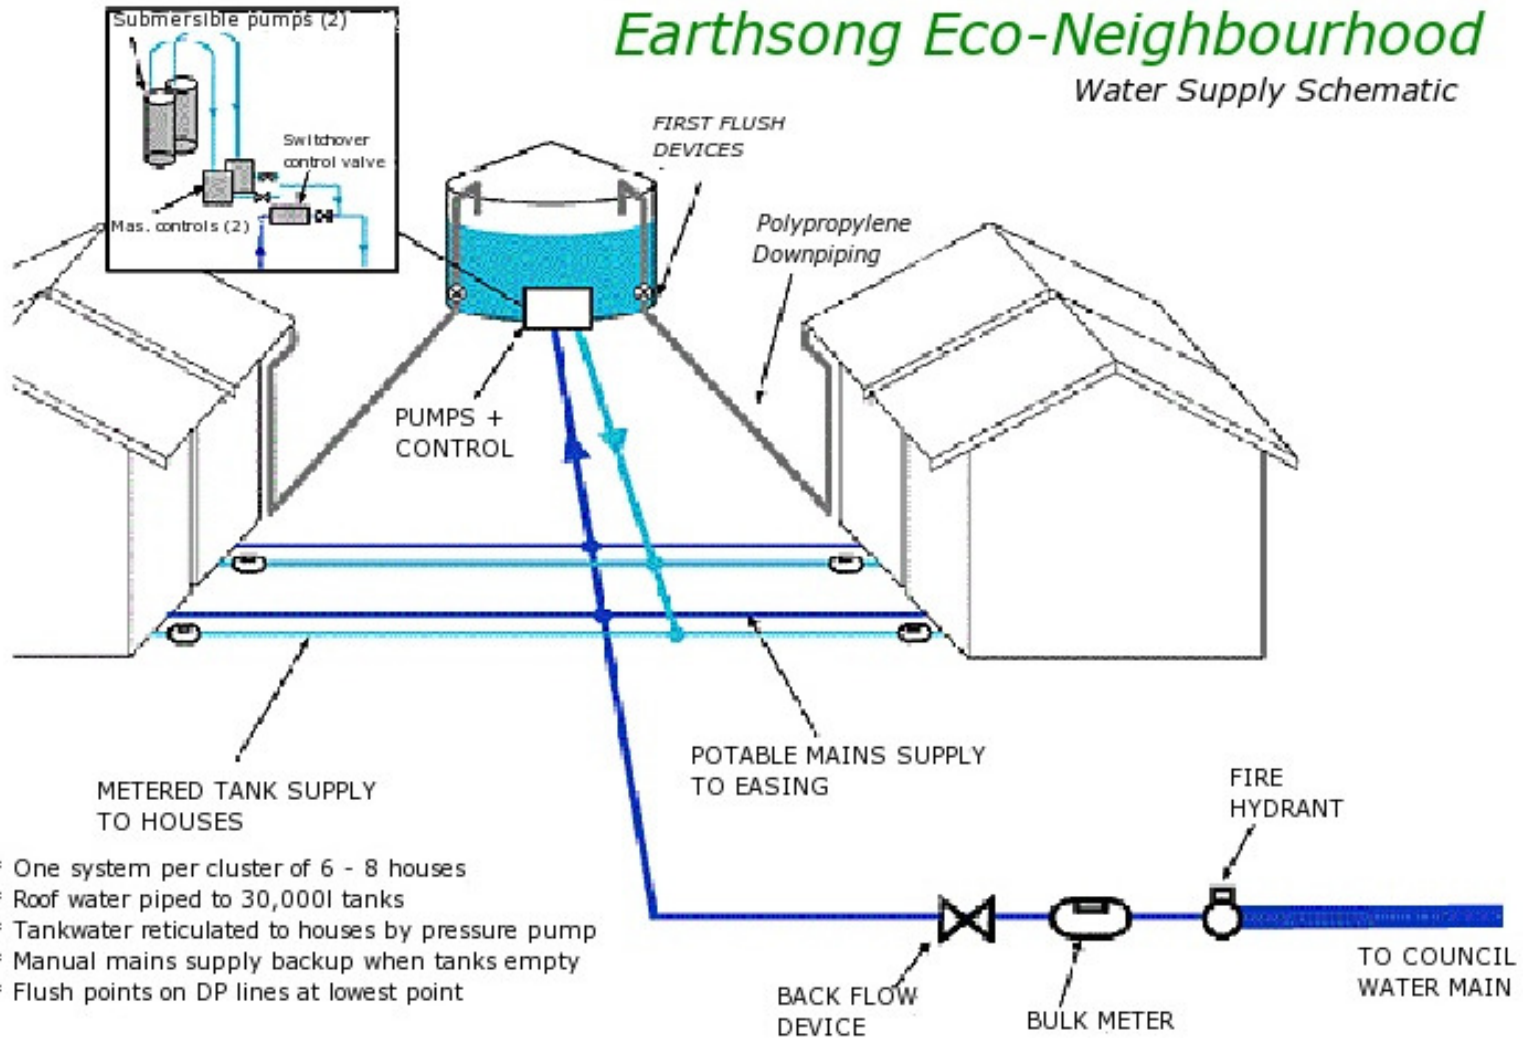 Earthsong Eco-Neighbourhood
Water Supply Schematic
Submersible pumps (2)
Switchover
control valve
Mas. controls (2)
FIRST FLUSH
DEVICES
Polypropylene
Downpiping
PUMPS +
CONTROL
METERED TANK SUPPLY
TO HOUSES
POTABLE MAINS SUPPLY
TO EASING
FIRE
HYDRANT
* One system per cluster of 6 - 8 houses
* Roof water piped to 30,000l tanks
* Tankwater reticulated to houses by pressure pump
* Manual mains supply backup when tanks empty
* Flush points on DP lines at lowest point
BACK FLOW
DEVICE
BULK METER
TO COUNCIL
WATER MAIN